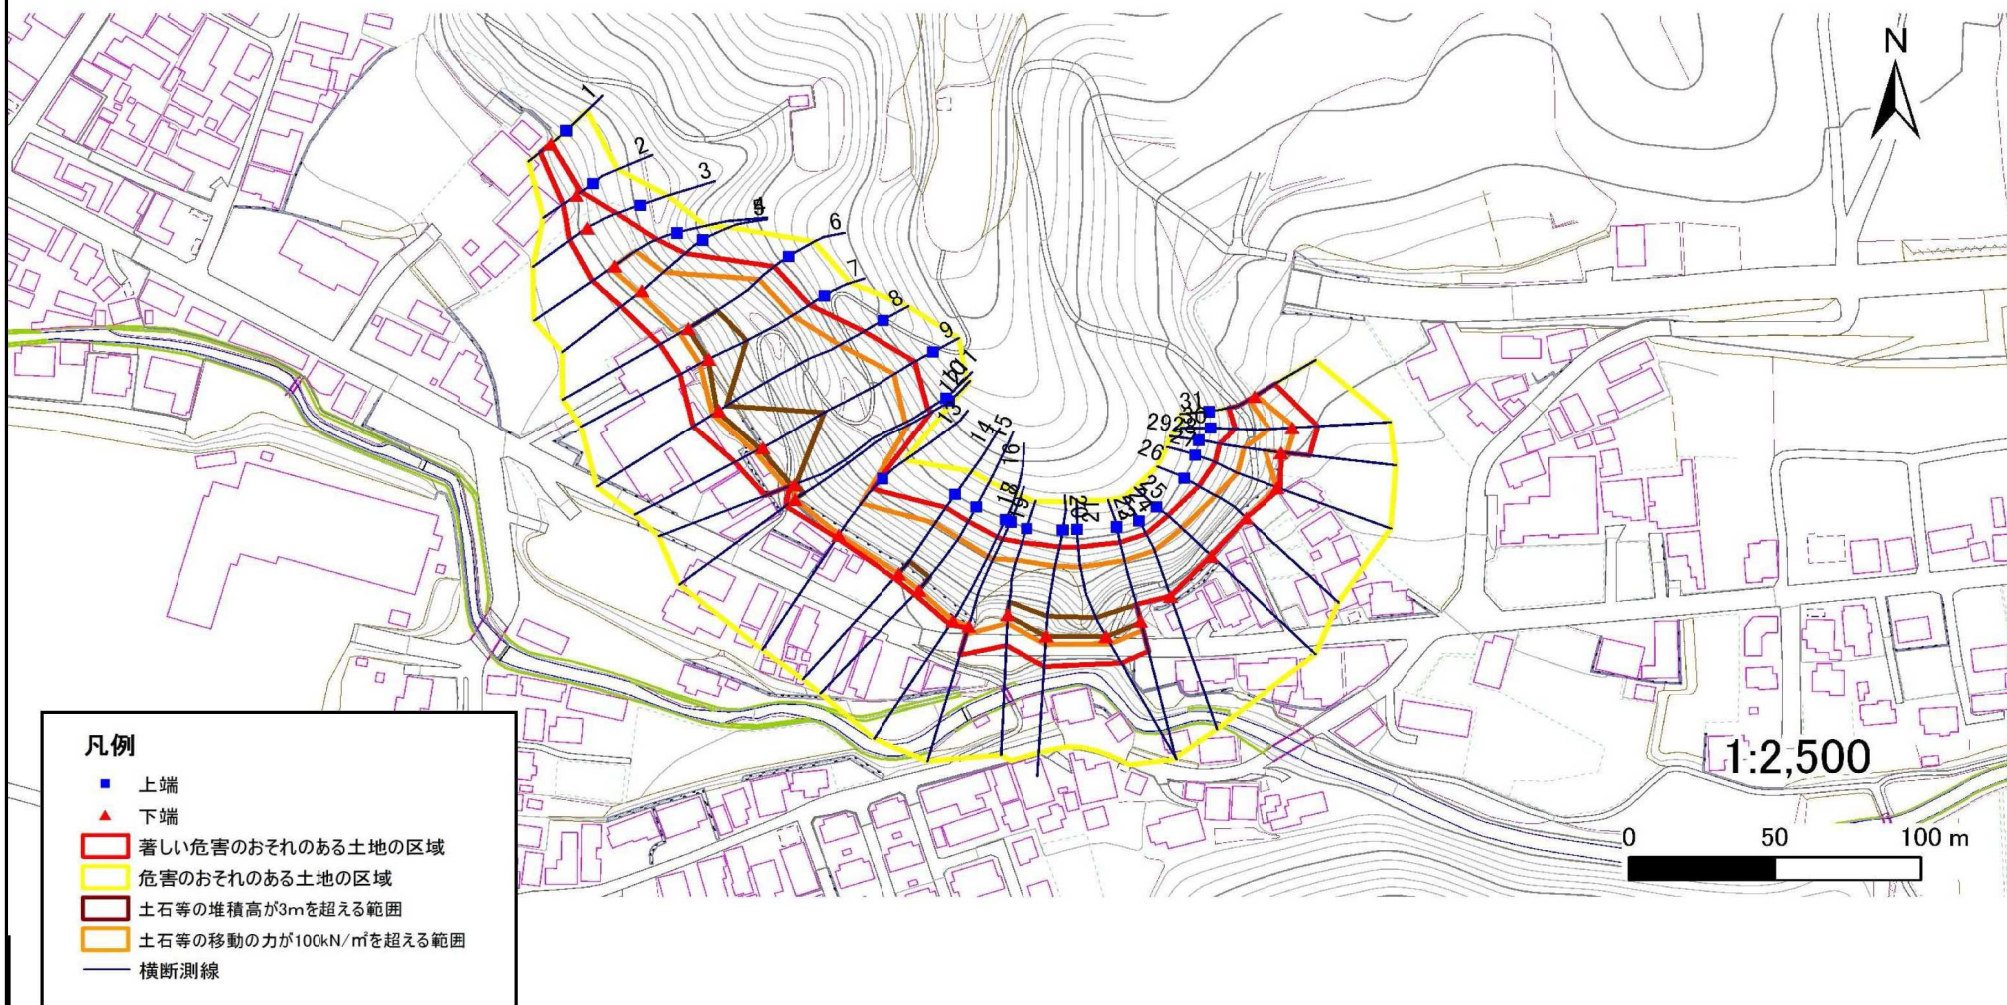 N
1
2
3
5
6
7
8
9
13
14
15
16
18
19
21
25
26
29
31
1:2,500
0 50 100 m
凡例
上端
下端
著しい危害のおそれのある土地の区域
危害のおそれのある土地の区域
土石等の堆積高が3mを超える範囲
土石等の移動の力が100kN/㎡を超える範囲
横断測線